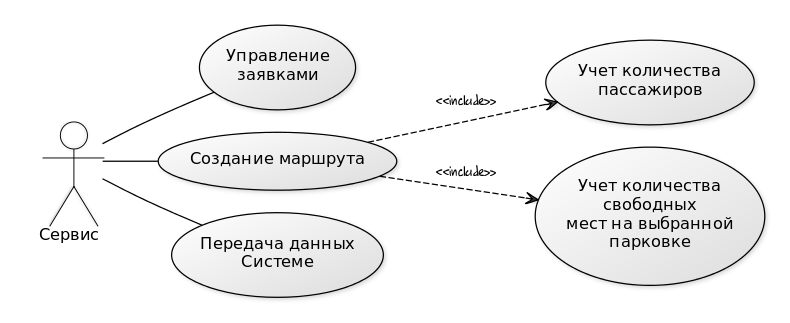 Управление
заявками
Учет количества
пассажиров
<<include>>
Создание маршрута
<<include>>
Учет количества
свободных
мест на выбранной
парковке
Сервис
Передача данных
Системе